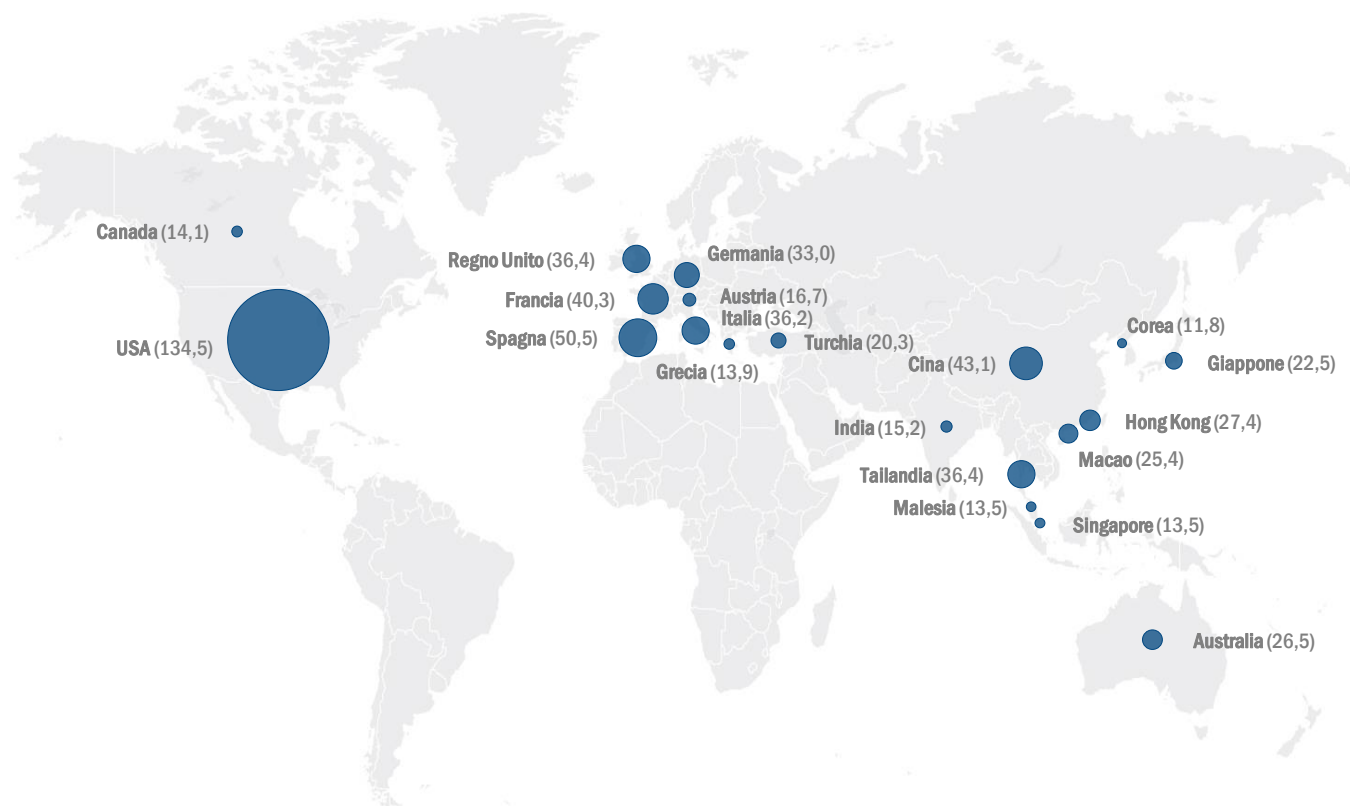 Canada (14,1)
Regno Unito (36,4)
Germania (33,0)
Francia (40,3)
Austria (16,7)
Italia (36,2)
Spagna (50,5)
USA (134,5)
Turchia (20,3)
Grecia (13,9)
Cina (43,1)
Corea (11,8)
Giappone (22,5)
India (15,2)
Hong Kong (27,4)
Macao (25,4)
Tailandia (36,4)
Malesia (13,5)
Singapore (13,5)
Australia (26,5)